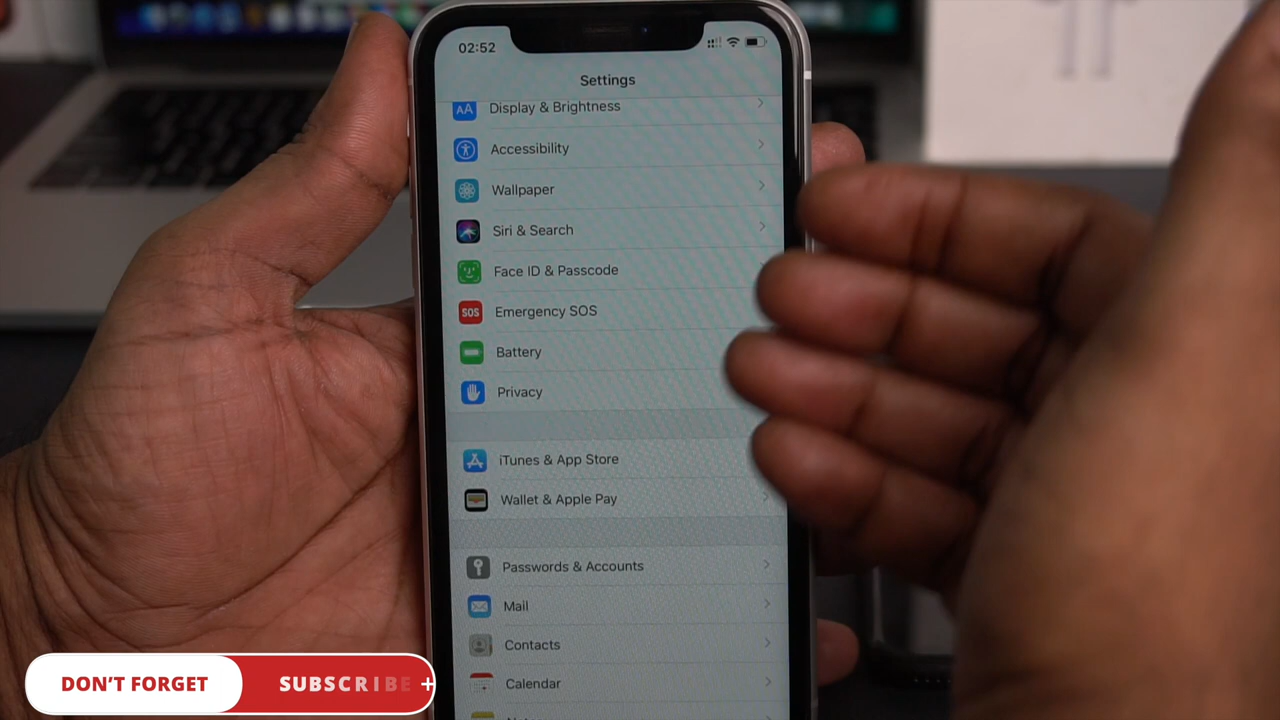 02:52
Settings
AA Display & Brightness
Accessibility
Wallpaper
Siri & Search
Face ID & Passcode
SOS Emergency SOS
Battery
Privacy
iTunes & App Store
Wallet & Apple Pay
Passwords & Accounts
Mail
Contacts
Calendar
DON'T FORGET SUBSCRIBE +